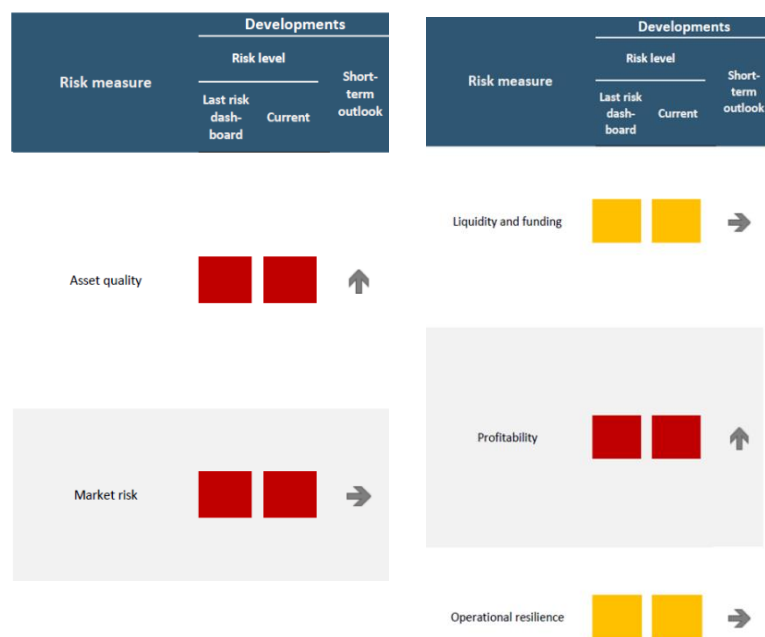 Developments
Risk level
Risk measure
Short-
term
outlook
Last risk
dash-
board
Current
Asset quality
Market risk
Developments
Risk level
Risk measure
Short-
term
outlook
Last risk
dash-
board
Current
Liquidity and funding
Profitability
Operational resilience